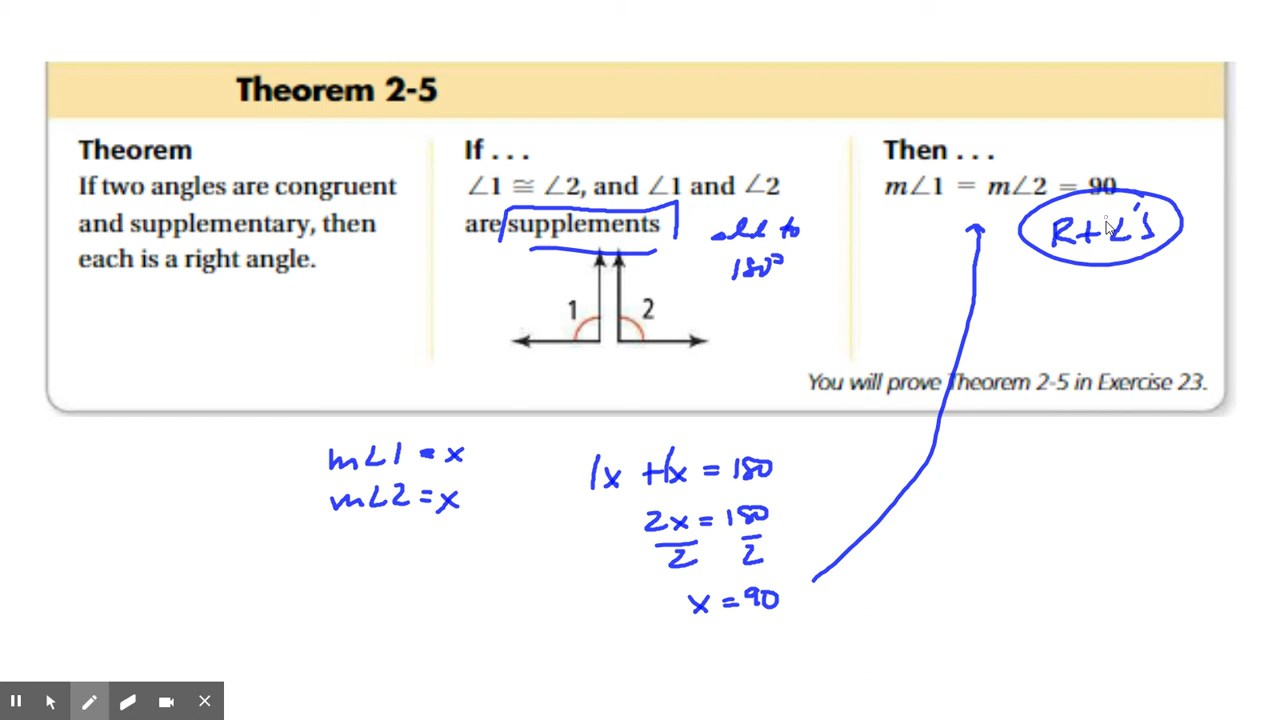 Theorem 2-5
Theorem
If two angles are congruent
and supplementary, then
each is a right angle.
If . . .
∠1 ≅ ∠2, and ∠1 and ∠2
are supplements
add to
180°
1
2
Then . . .
m∠1 = m∠2 = 90
Rt ∠'s
You will prove Theorem 2-5 in Exercise 23.
m∠1 = x
m∠2 = x
1x + 1x = 180
2x = 180
2 2
x = 90